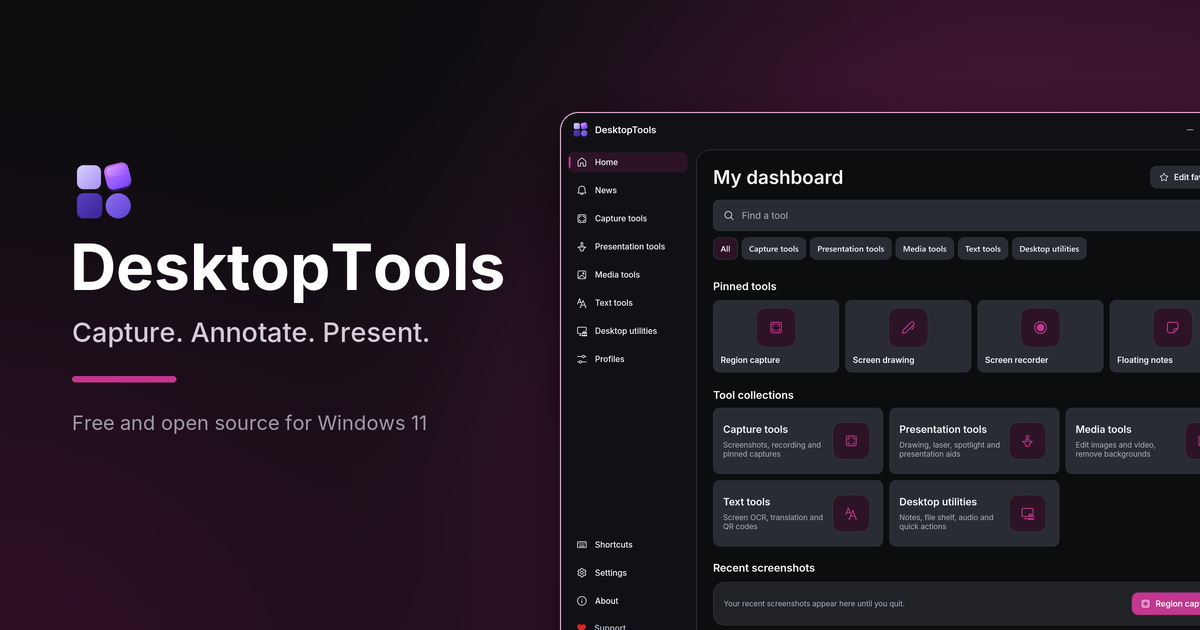 DesktopTools
Capture. Annotate. Present.
Free and open source for Windows 11
DesktopTools
Home
News
Capture tools
Presentation tools
Media tools
Text tools
Desktop utilities
Profiles
Shortcuts
Settings
About
Support
My dashboard
Edit fav
Find a tool
All
Capture tools
Presentation tools
Media tools
Text tools
Desktop utilities
Pinned tools
Region capture
Screen drawing
Screen recorder
Floating notes
Tool collections
Capture tools
Screenshots, recording and
pinned captures
Presentation tools
Drawing, laser, spotlight and
presentation aids
Media tools
Edit images and video,
remove backgrounds
Text tools
Screen OCR, translation and
QR codes
Desktop utilities
Notes, file shelf, audio and
quick actions
Recent screenshots
Your recent screenshots appear here until you quit.
Region cap